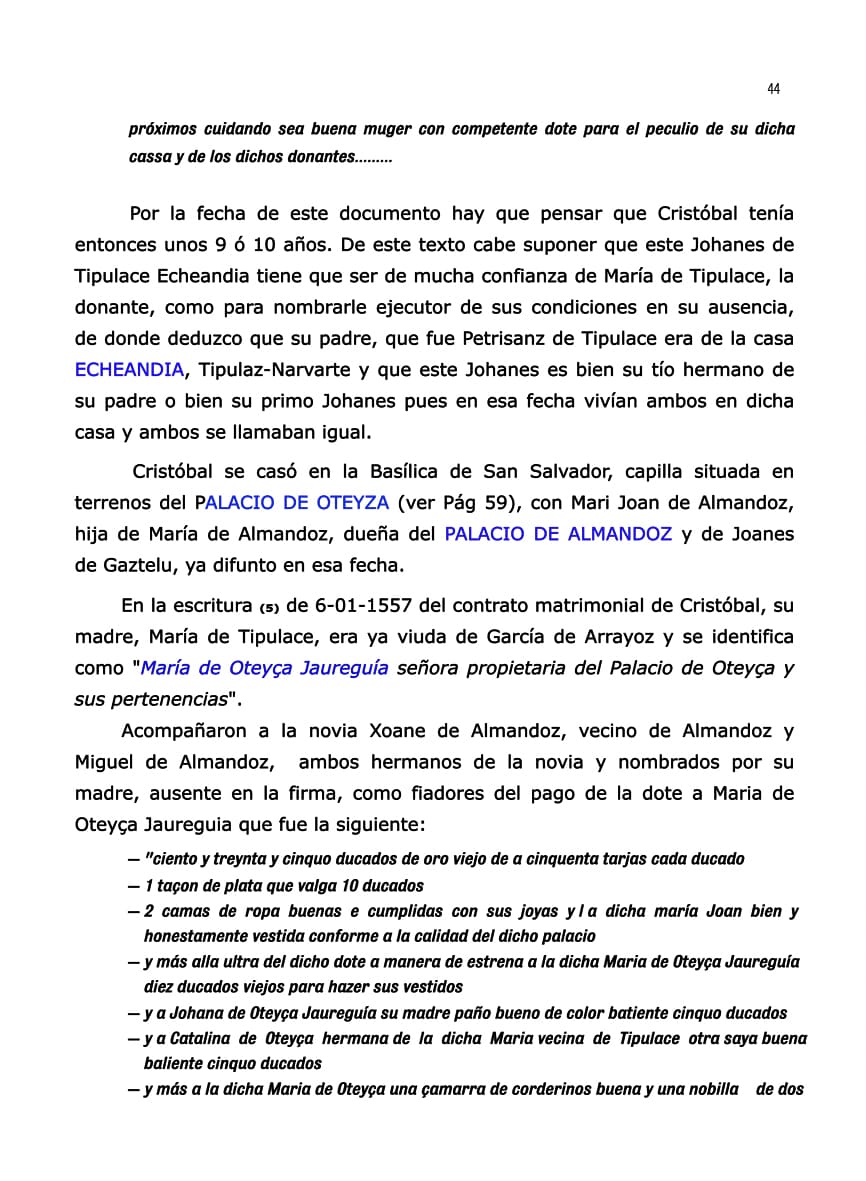 44
próximos cuidando sea buena muger con competente dote para el peculio de su dicha
cassa y de los dichos donantes.........
Por la fecha de este documento hay que pensar que Cristóbal tenía
entonces unos 9 ó 10 años. De este texto cabe suponer que este Johanes de
Tipulace Echeandia tiene que ser de mucha confianza de María de Tipulace, la
donante, como para nombrarle ejecutor de sus condiciones en su ausencia,
de donde deduzco que su padre, que fue Petrisanz de Tipulace era de la casa
ECHEANDIA, Tipulaz-Narvarte y que este Johanes es bien su tío hermano de
su padre o bien su primo Johanes pues en esa fecha vivían ambos en dicha
casa y ambos se llamaban igual.
Cristóbal se casó en la Basílica de San Salvador, capilla situada en
terrenos del PALACIO DE OTEYZA (ver Pág 59), con Mari Joan de Almandoz,
hija de María de Almandoz, dueña del PALACIO DE ALMANDOZ y de Joanes
de Gaztelu, ya difunto en esa fecha.
En la escritura (5) de 6-01-1557 del contrato matrimonial de Cristóbal, su
madre, María de Tipulace, era ya viuda de García de Arrayoz y se identifica
como "María de Oteyça Jaureguía señora propietaria del Palacio de Oteyça y
sus pertenencias".
Acompañaron a la novia Xoane de Almandoz, vecino de Almandoz y
Miguel de Almandoz, ambos hermanos de la novia y nombrados por su
madre, ausente en la firma, como fiadores del pago de la dote a Maria de
Oteyça Jaureguia que fue la siguiente:
– "ciento y treynta y cinquo ducados de oro viejo de a cinquenta tarjas cada ducado
– 1 taçon de plata que valga 10 ducados
– 2 camas de ropa buenas e cumplidas con sus joyas y l a dicha maría Joan bien y
honestamente vestida conforme a la calidad del dicho palacio
– y más alla ultra del dicho dote a manera de estrena a la dicha Maria de Oteyça Jaureguía
diez ducados viejos para hacer sus vestidos
– y a Johana de Oteyça Jaureguía su madre paño bueno de color batiente cinquo ducados
– y a Catalina de Oteyça hermana de la dicha Maria vecina de Tipulace otra saya buena
baliente cinquo ducados
– y más a la dicha Maria de Oteyça una çamarra de corderinos buena y una nobilla de dos